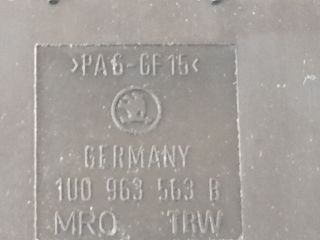 >PA6-GF15<
GERMANY
1U0 963 563 B
MRO TRW